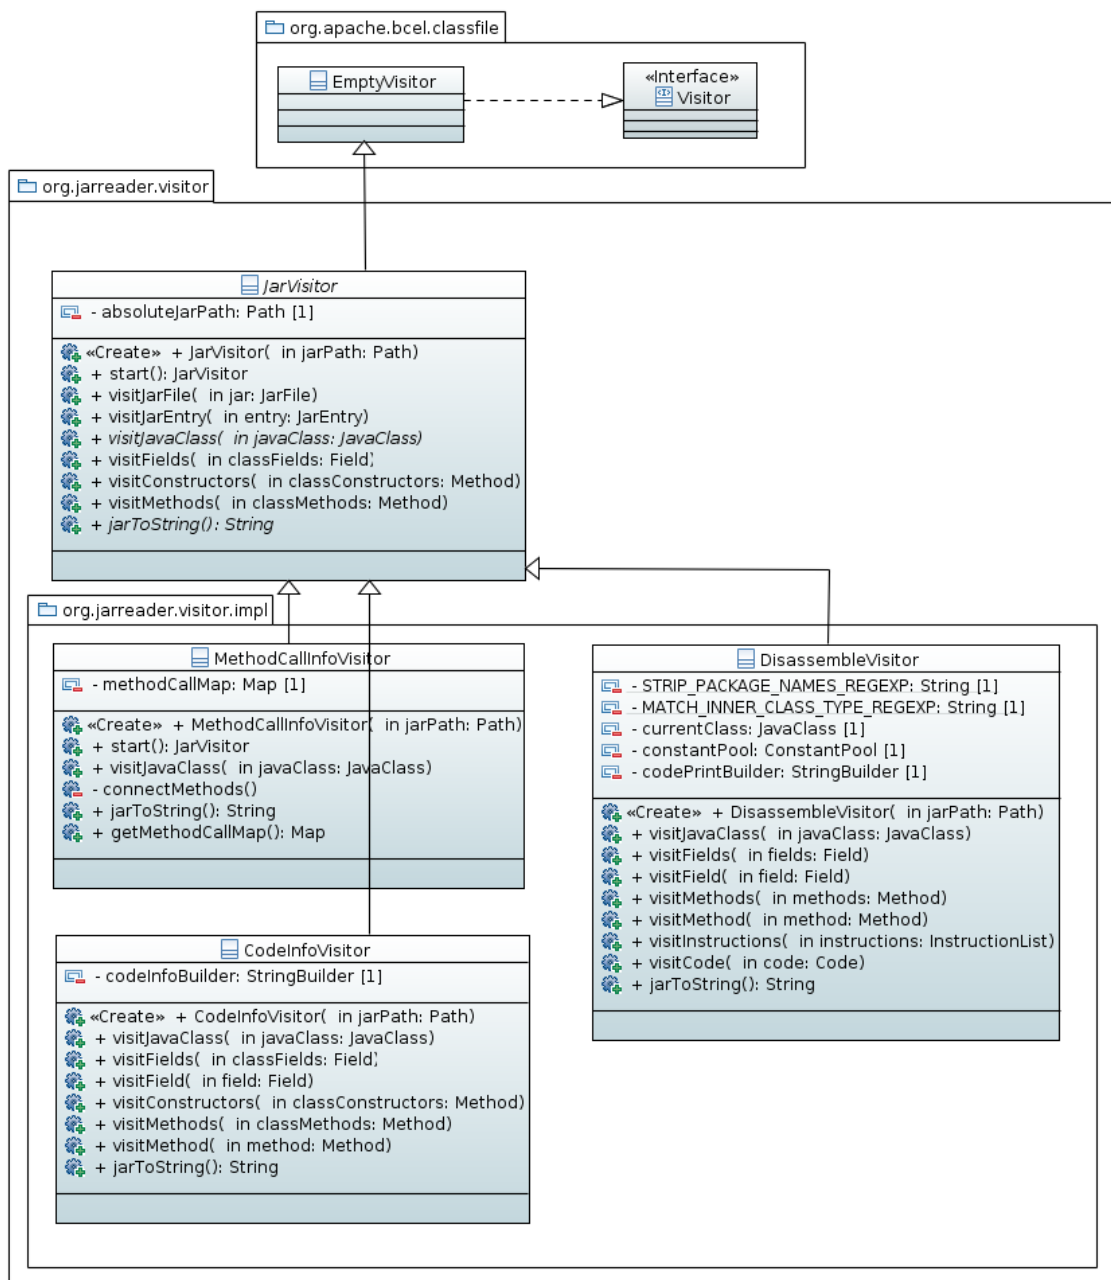 org.apache.bcel.classfile
EmptyVisitor
«Interface»
Visitor
org.jarreader.visitor
JarVisitor
- absoluteJarPath: Path [1]
«Create» + JarVisitor( in jarPath: Path)
+ start(): JarVisitor
+ visitJarFile( in jar: JarFile)
+ visitJarEntry( in entry: JarEntry)
+ visitJavaClass( in javaClass: JavaClass)
+ visitFields( in classFields: Field)
+ visitConstructors( in classConstructors: Method)
+ visitMethods( in classMethods: Method)
+ jarToString(): String
org.jarreader.visitor.impl
MethodCallInfoVisitor
- methodCallMap: Map [1]
«Create» + MethodCallInfoVisitor( in jarPath: Path)
+ start(): JarVisitor
+ visitJavaClass( in javaClass: JavaClass)
- connectMethods()
+ jarToString(): String
+ getMethodCallMap(): Map
DisassembleVisitor
- STRIP_PACKAGE_NAMES_REGEXP: String [1]
- MATCH_INNER_CLASS_TYPE_REGEXP: String [1]
- currentClass: JavaClass [1]
- constantPool: ConstantPool [1]
- codePrintBuilder: StringBuilder [1]
«Create» + DisassembleVisitor( in jarPath: Path)
+ visitJavaClass( in javaClass: JavaClass)
+ visitFields( in fields: Field)
+ visitField( in field: Field)
+ visitMethods( in methods: Method)
+ visitMethod( in method: Method)
+ visitInstructions( in instructions: InstructionList)
+ visitCode( in code: Code)
+ jarToString(): String
CodeInfoVisitor
- codeInfoBuilder: StringBuilder [1]
«Create» + CodeInfoVisitor( in jarPath: Path)
+ visitJavaClass( in javaClass: JavaClass)
+ visitFields( in classFields: Field)
+ visitField( in field: Field)
+ visitConstructors( in classConstructors: Method)
+ visitMethods( in classMethods: Method)
+ visitMethod( in method: Method)
+ jarToString(): String